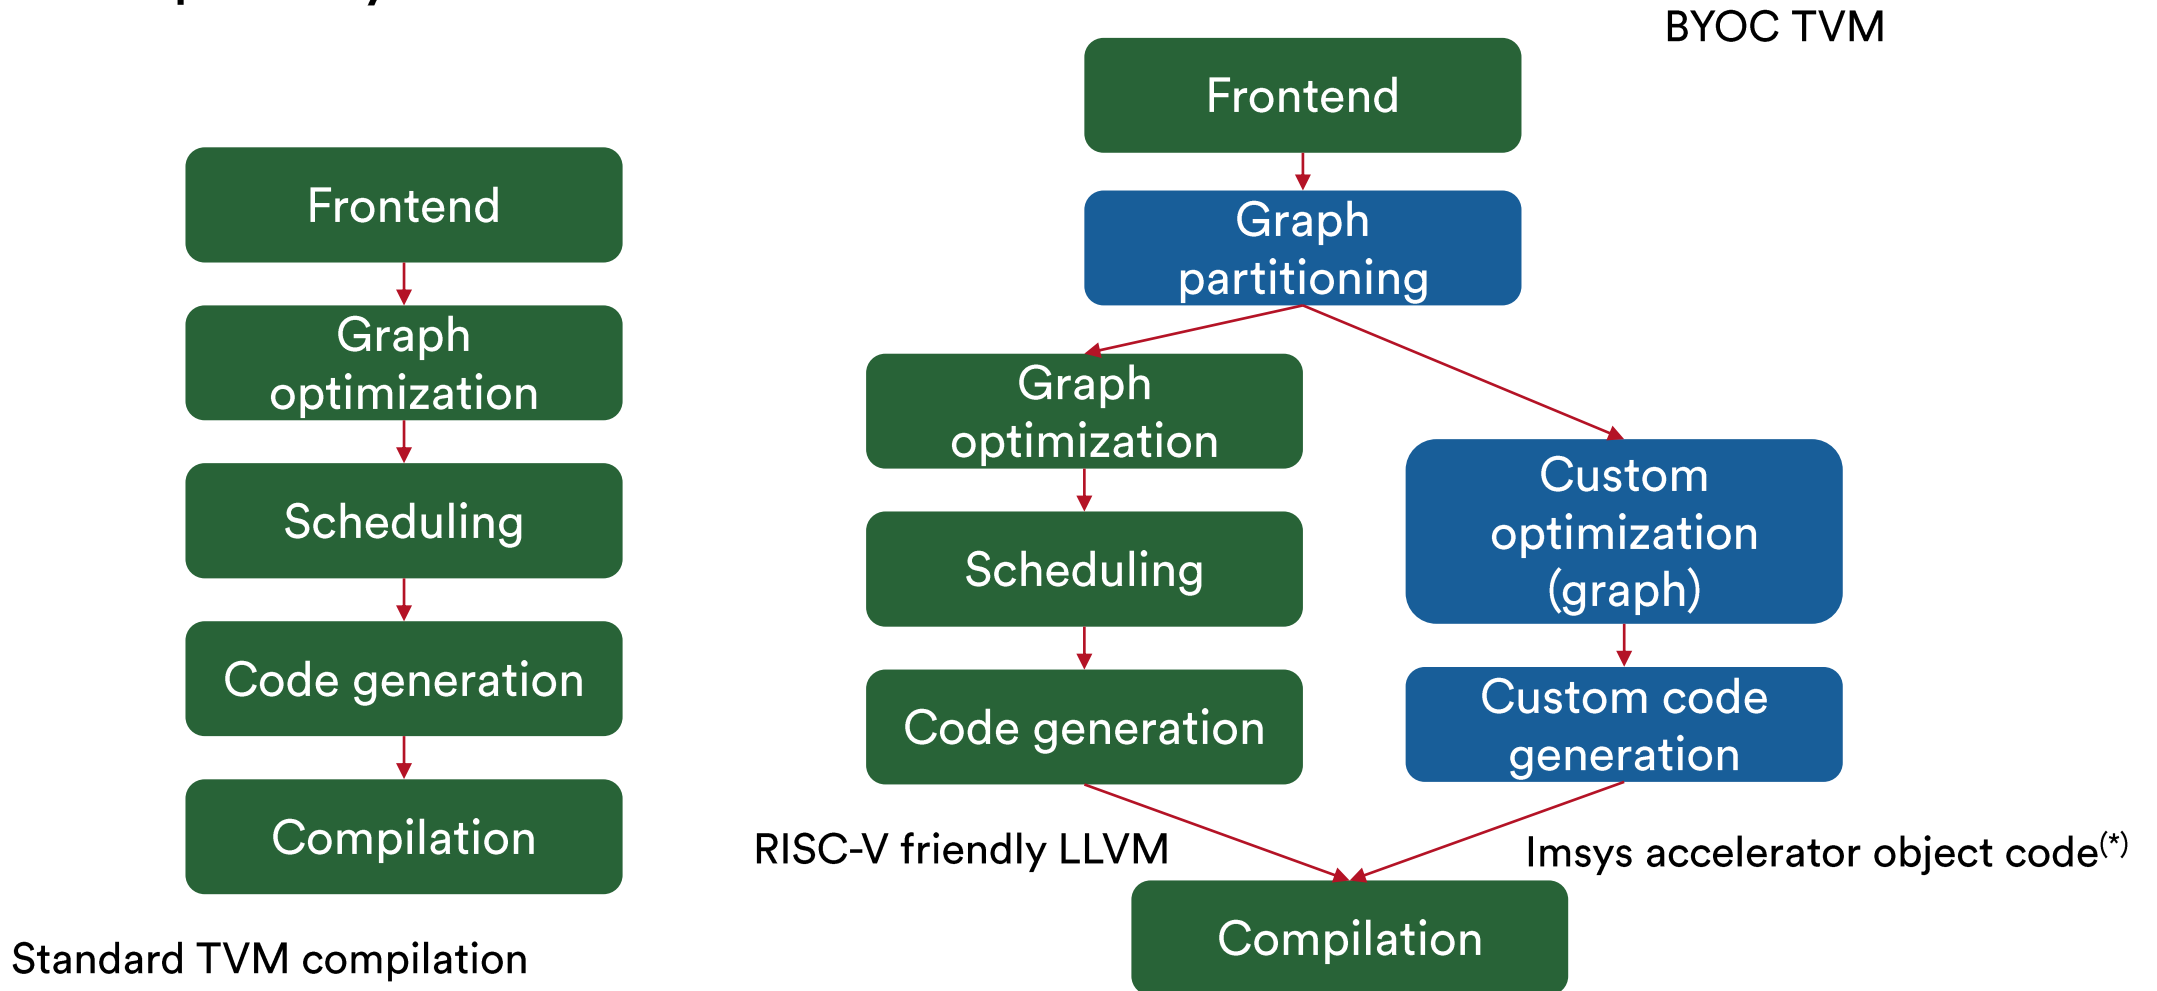 BYOC TVM
Frontend
Graph
optimization
Scheduling
Code generation
Compilation
Standard TVM compilation
Frontend
Graph
partitioning
Graph
optimization
Scheduling
Code generation
Custom
optimization
(graph)
Custom code
generation
RISC-V friendly LLVM
Imsys accelerator object code(*)
Compilation